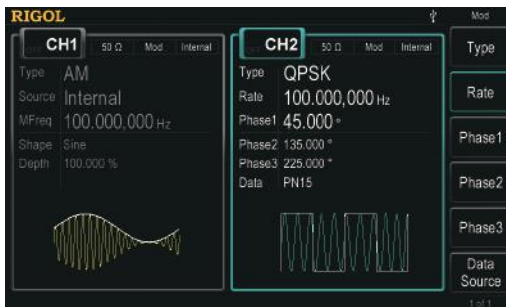 RIGOL
Mod
CH1 50 Ω Mod Internal
Type AM
Source Internal
MFreq 100.000,000 Hz
Shape Sine
Depth 100.000 %
CH2 50 Ω Mod Internal
Type QPSK
Rate 100.000,000 Hz
Phase1 45.000 °
Phase2 135.000 °
Phase3 225.000 °
Data PN15
Type
Rate
Phase1
Phase2
Phase3
Data
Source
1 of 1